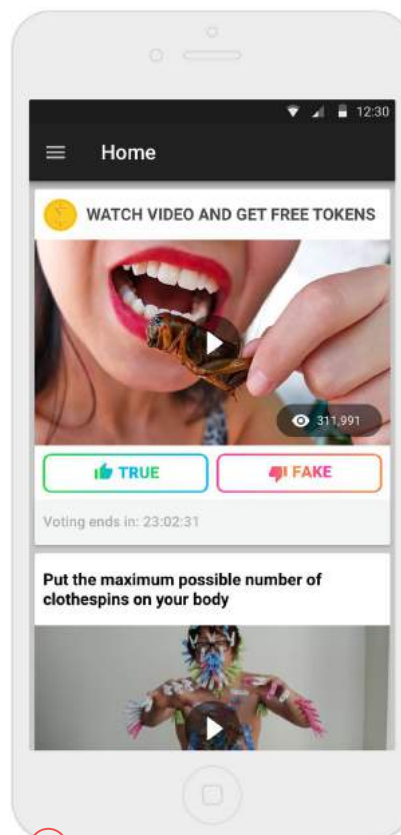 12:30
Home
WATCH VIDEO AND GET FREE TOKENS
311,991
TRUE
FAKE
Voting ends in: 23:02:31
Put the maximum possible number of
clothespins on your body